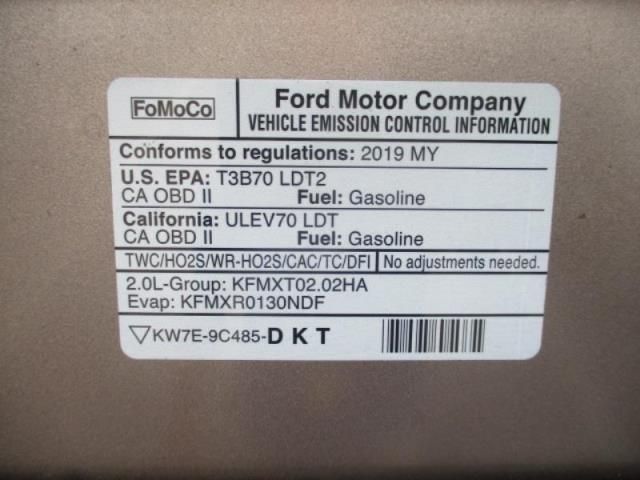 FoMoCo
Ford Motor Company
VEHICLE EMISSION CONTROL INFORMATION
Conforms to regulations: 2019 MY
U.S. EPA: T3B70 LDT2
CA OBD II Fuel: Gasoline
California: ULEV70 LDT
CA OBD II Fuel: Gasoline
TWC/HO2S/WR-HO2S/CAC/TC/DFI No adjustments needed.
2.0L-Group: KFMXT02.02HA
Evap: KFMXR0130NDF
▽KW7E-9C485-DKT